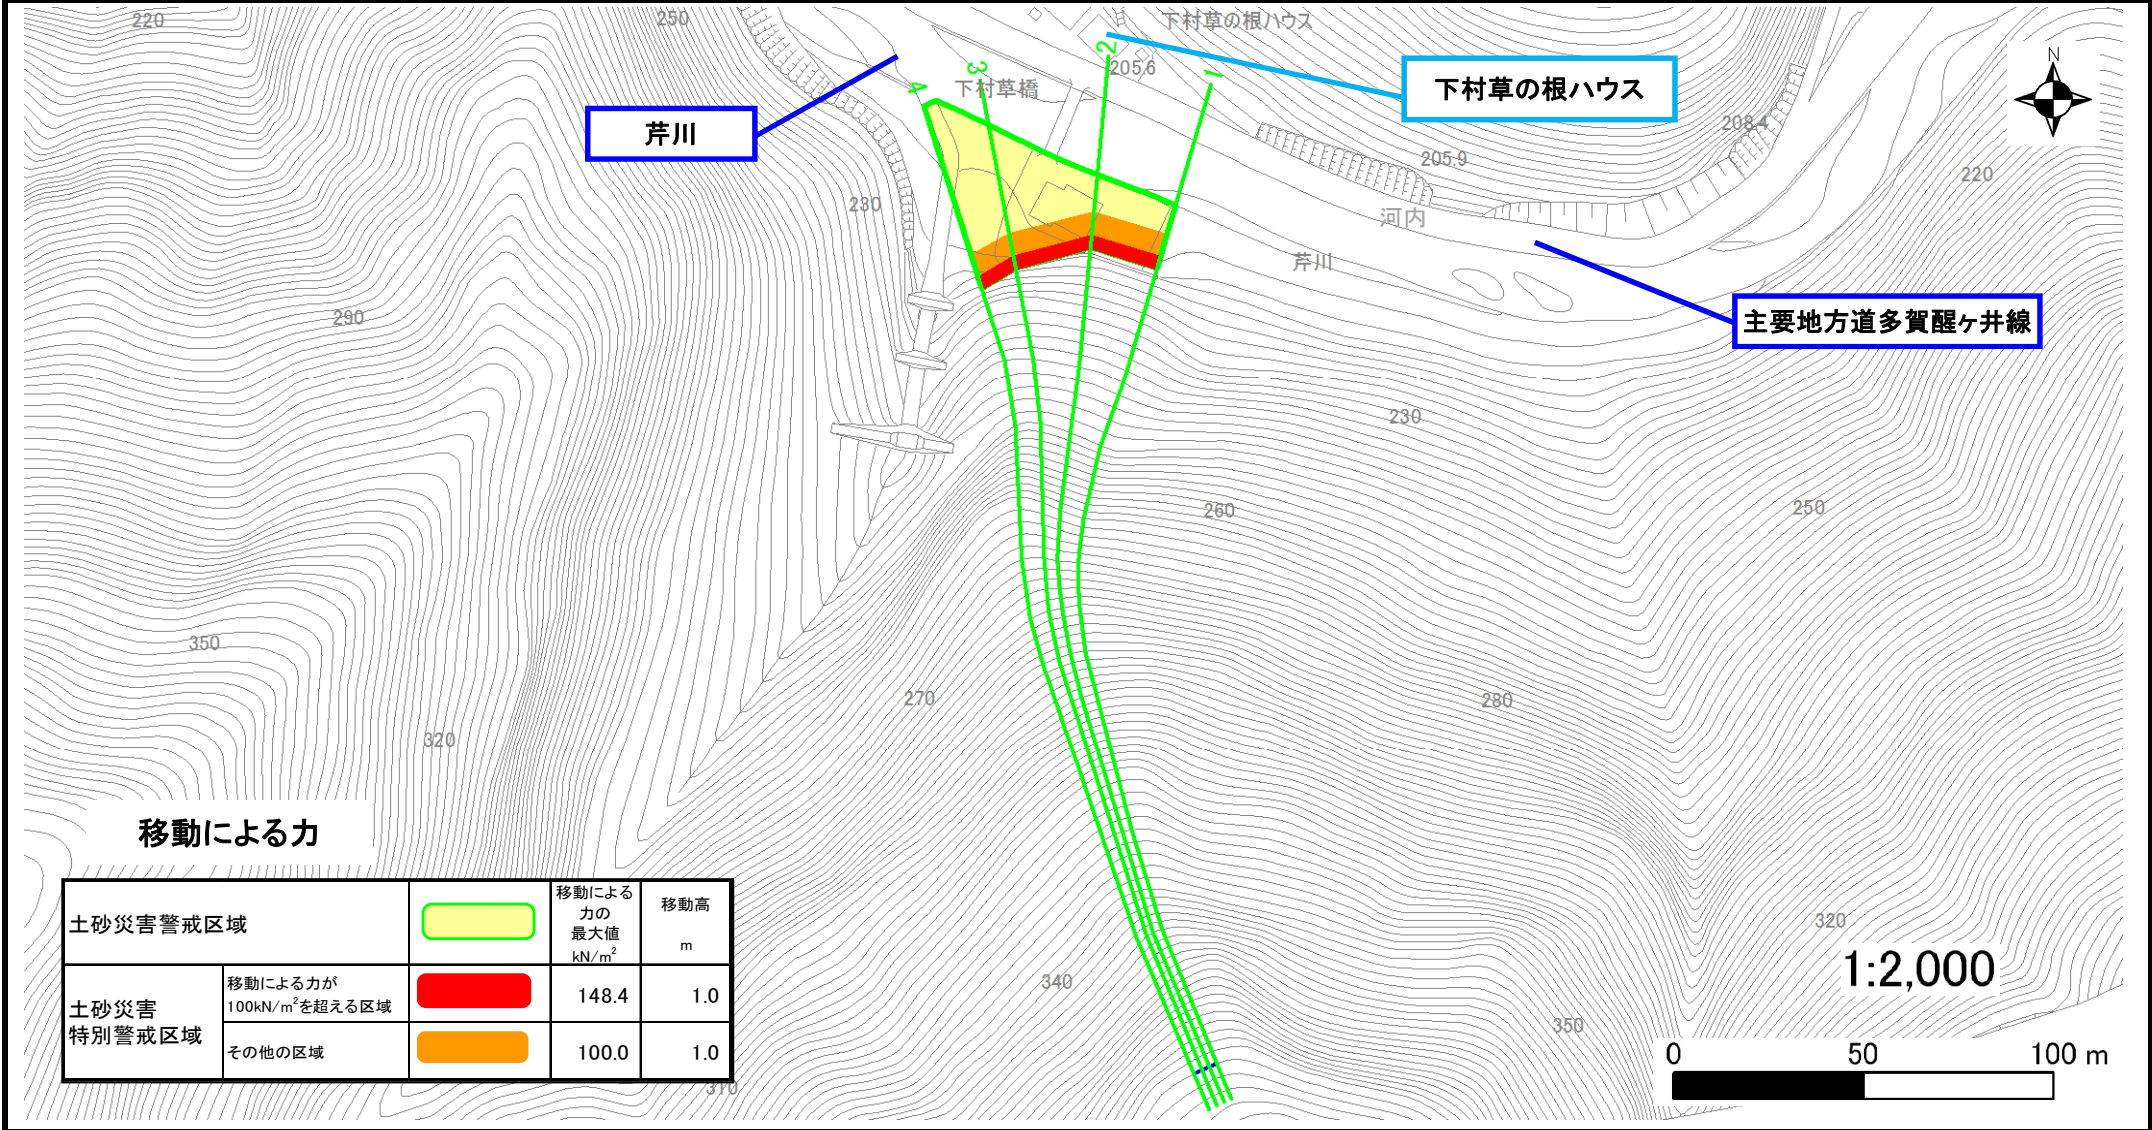 220
250
下村草の根ハウス
N
4
3
2
1
205.6
下村草橋
下村草の根ハウス
芹川
208.4
205.9
220
230
河内
芹川
290
主要地方道多賀醒ヶ井線
230
260
250
350
270
280
320
移動による力
土砂災害警戒区域
移動による
力の
最大値
kN/m²
移動高
m
土砂災害
特別警戒区域
移動による力が
100kN/m²を超える区域
148.4
1.0
その他の区域
100.0
1.0
310
340
320
350
1:2,000
0
50
100 m